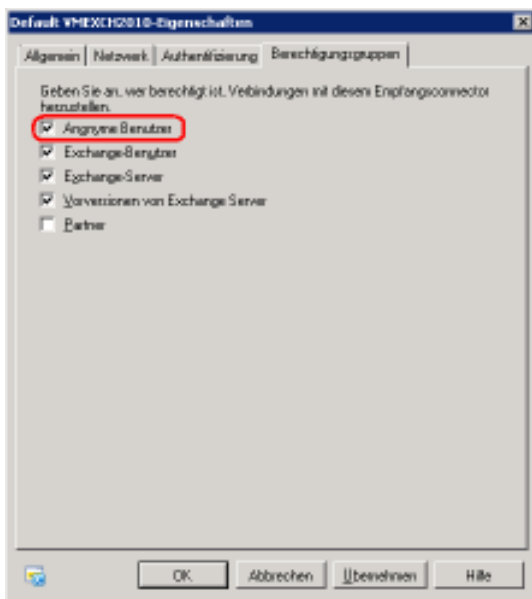 Default VMEXCH2010-Eigenschaften
Allgemein Netzwerk Authentifizierung Berechtigungsgruppen
Geben Sie an, wer berechtigt ist, Verbindungen mit diesem Empfangsconnector
herzustellen.
Anonyme Benutzer
Exchange-Benutzer
Exchange-Server
Vorversionen von Exchange Server
Partner
OK Abbrechen Übernehmen Hilfe